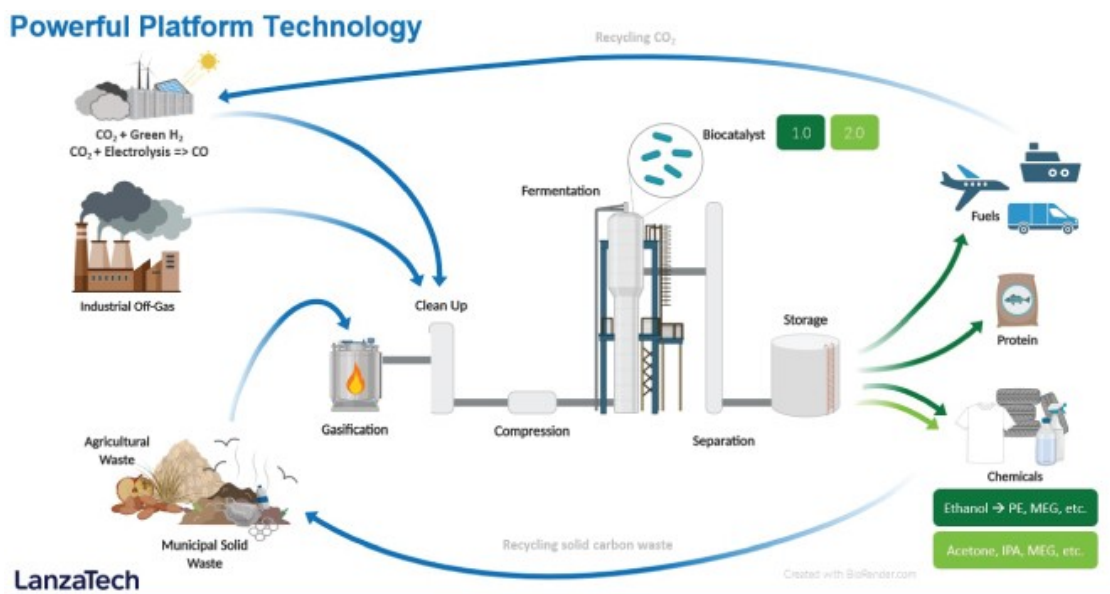 Powerful Platform Technology
Recycling CO₂
CO₂ + Green H₂
CO₂ + Electrolysis => CO
Biocatalyst
1.0
2.0
Fermentation
Fuels
Industrial Off-Gas
Clean Up
Storage
Protein
Gasification
Compression
Separation
Agricultural
Waste
Chemicals
Ethanol → PE, MEG, etc.
Municipal Solid
Waste
Recycling solid carbon waste
Acetone, IPA, MEG, etc.
Created with BioRender.com
LanzaTech